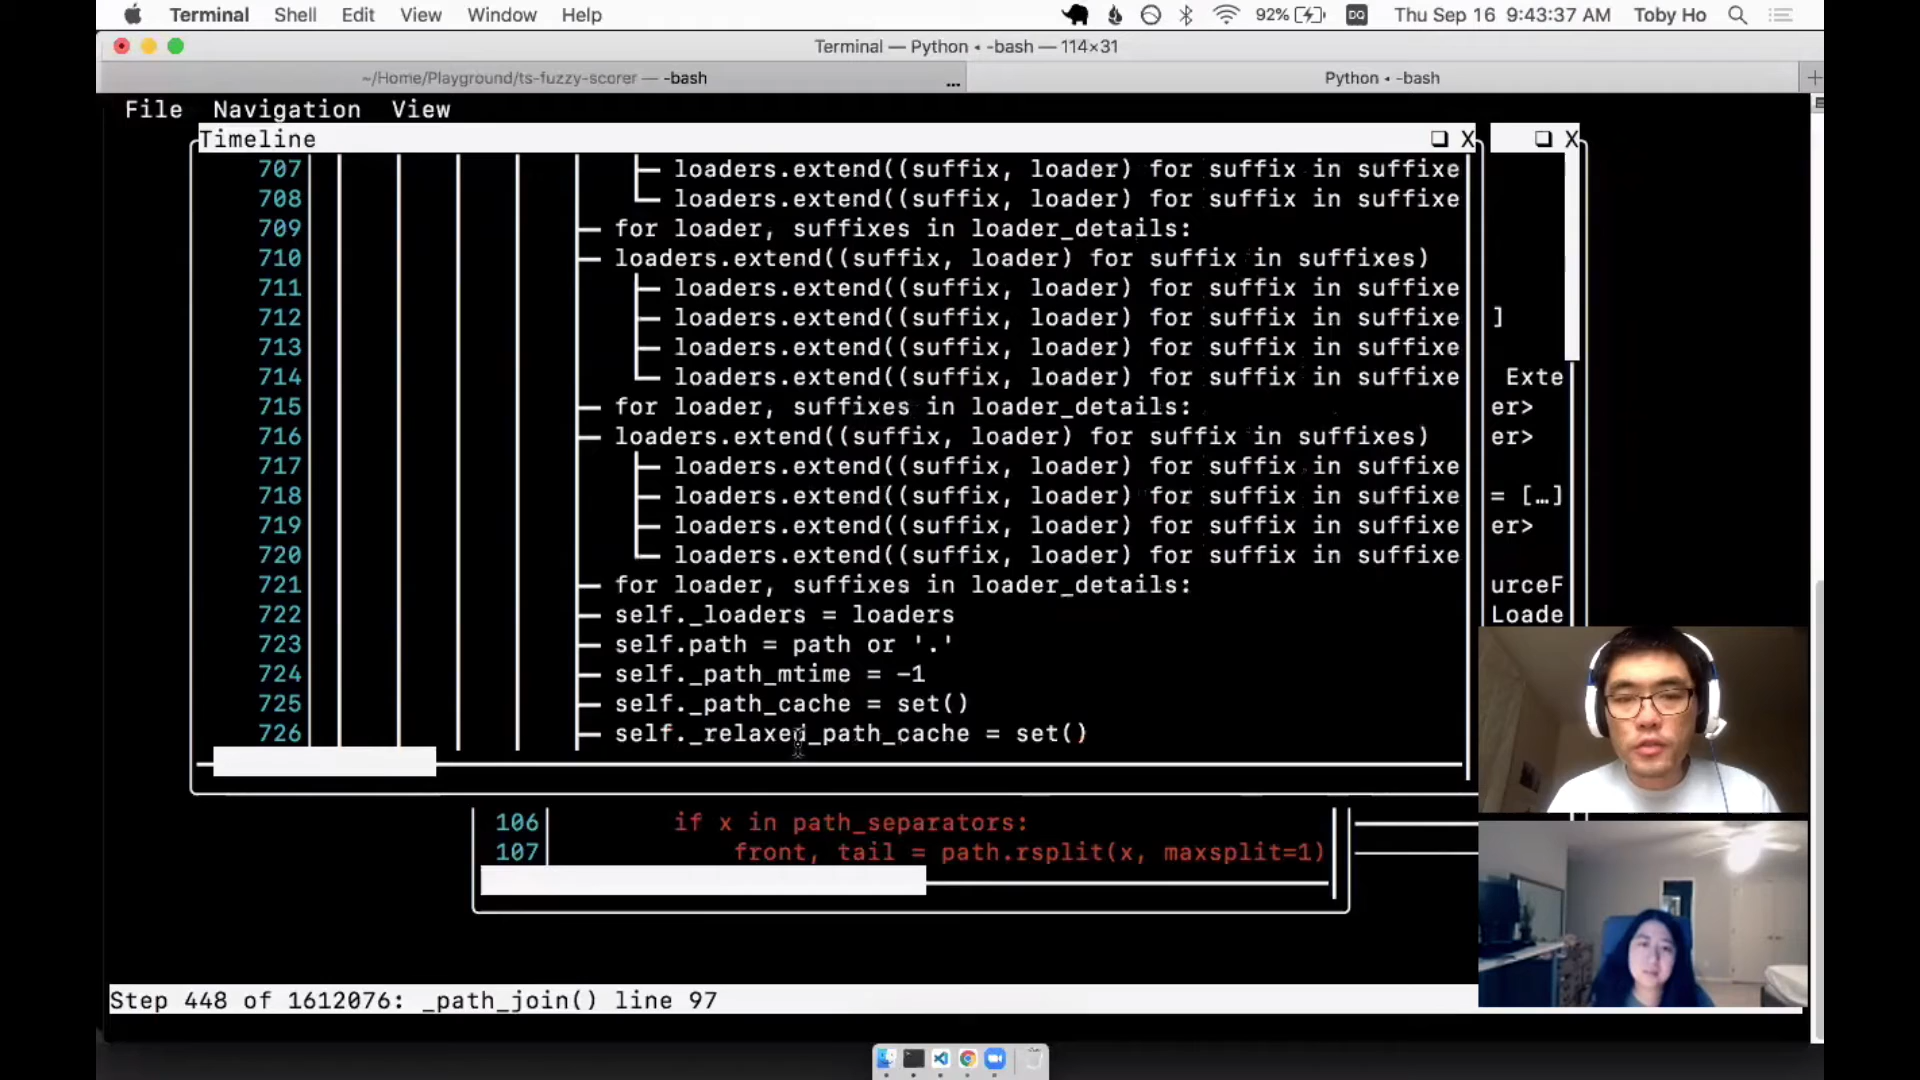 Terminal Shell Edit View Window Help 92% DQ Thu Sep 16 9:43:37 AM Toby Ho
Terminal — Python ◂ -bash — 114×31
~/Home/Playground/ts-fuzzy-scorer — -bash ... Python ◂ -bash +
File Navigation View
Timeline ❏ X ❏ X
707 loaders.extend((suffix, loader) for suffix in suffixe
708 loaders.extend((suffix, loader) for suffix in suffixe
709 for loader, suffixes in loader_details:
710 loaders.extend((suffix, loader) for suffix in suffixes)
711 loaders.extend((suffix, loader) for suffix in suffixe
712 loaders.extend((suffix, loader) for suffix in suffixe ]
713 loaders.extend((suffix, loader) for suffix in suffixe
714 loaders.extend((suffix, loader) for suffix in suffixe Exte
715 for loader, suffixes in loader_details: er>
716 loaders.extend((suffix, loader) for suffix in suffixes) er>
717 loaders.extend((suffix, loader) for suffix in suffixe
718 loaders.extend((suffix, loader) for suffix in suffixe = […]
719 loaders.extend((suffix, loader) for suffix in suffixe er>
720 loaders.extend((suffix, loader) for suffix in suffixe
721 for loader, suffixes in loader_details: urceF
722 self._loaders = loaders Loade
723 self.path = path or '.'
724 self._path_mtime = -1
725 self._path_cache = set()
726 self._relaxed_path_cache = set()
106 if x in path_separators:
107 front, tail = path.rsplit(x, maxsplit=1)
Step 448 of 1612076: _path_join() line 97